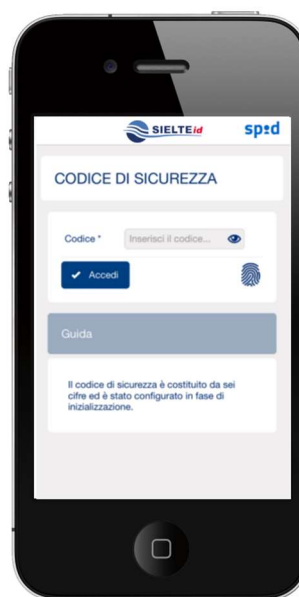 SIELTEid spid
CODICE DI SICUREZZA
Codice * Inserisci il codice...
Accedi
Guida
Il codice di sicurezza è costituito da sei
cifre ed è stato configurato in fase di
inizializzazione.